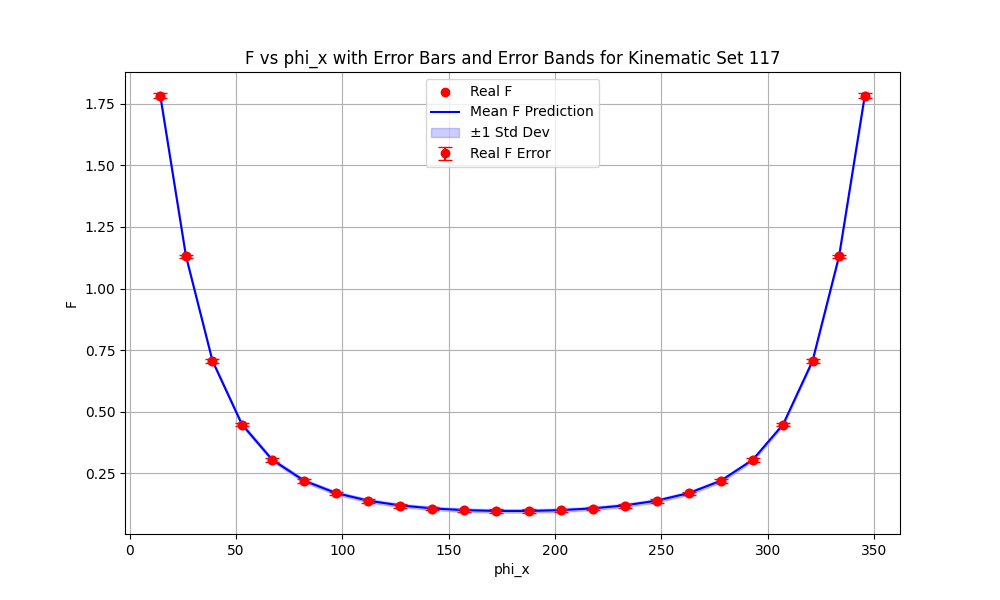 F vs phi_x with Error Bars and Error Bands for Kinematic Set 117
Real F
Mean F Prediction
±1 Std Dev
Real F Error
1.75
1.50
1.25
1.00
0.75
0.50
0.25
F
0
50
100
150
200
250
300
350
phi_x